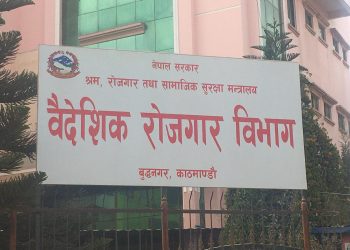 नेपाल सरकार
श्रम, रोजगार तथा सामाजिक सुरक्षा मन्त्रालय
वैदेशिक रोजगार विभाग
बुद्धनगर, काठमाण्डौ